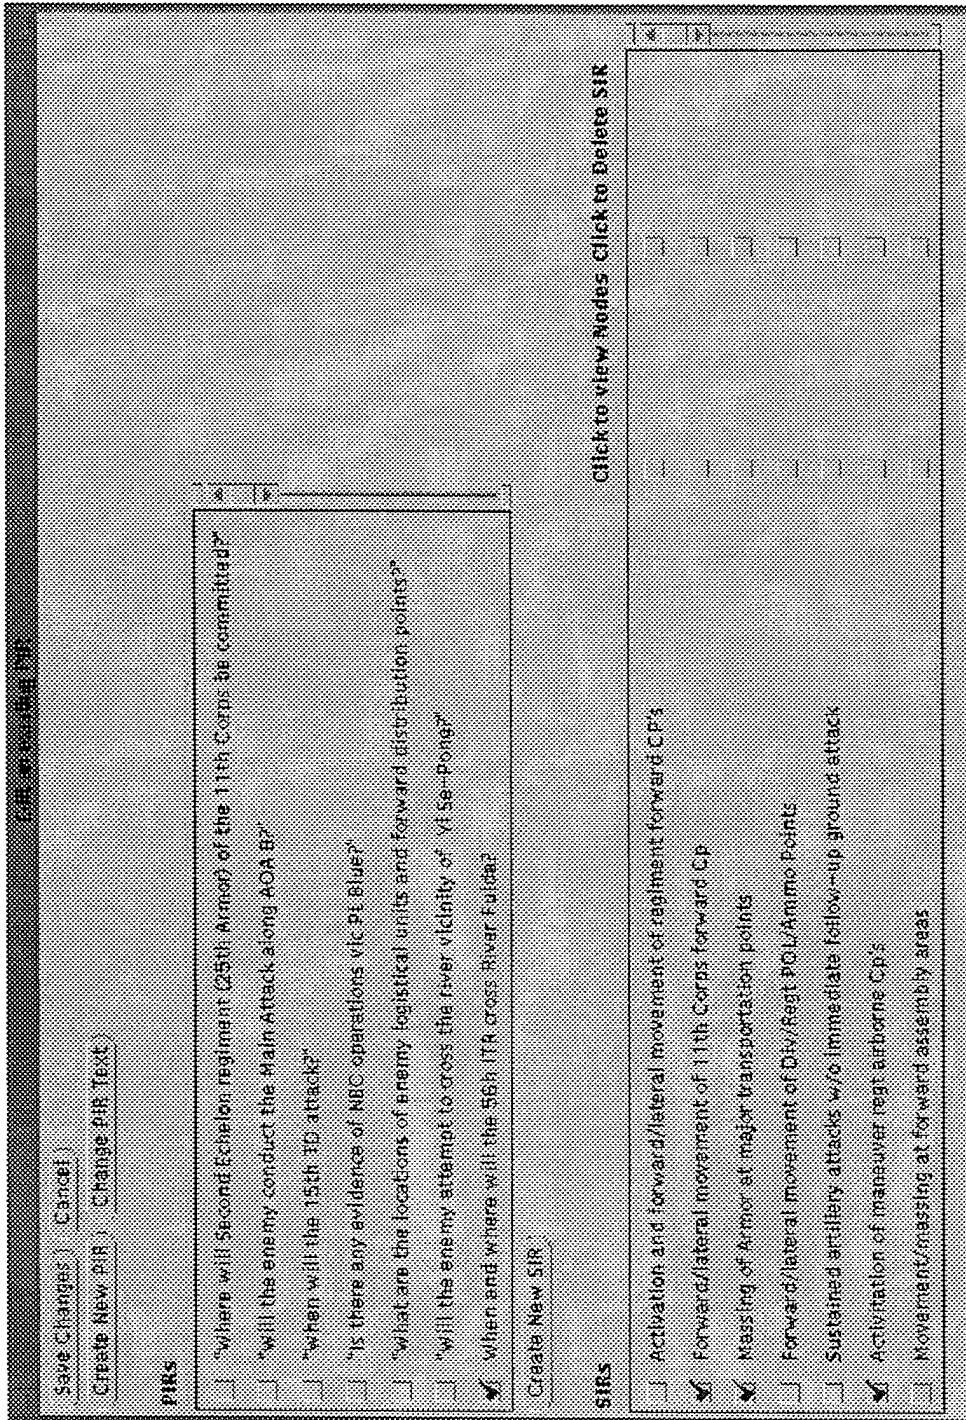 Edit an existing PIR
Save Changes Cancel
Create New PIR Change PIR Text
PIRs
"Where will Second Echelon regiment (25th Armor) of the 11th Corps be committed?"
"Will the enemy conduct the Main Attack along AOA B?"
"When will the 15th TD attack?"
"Is there any evidence of NBC operations vic PL Blue?"
"What are the locations of enemy logistical units and forward distribution points?"
"Will the enemy attempt to cross the river vicinity of Yi Se-Pong?"
When and where will the 56h ITR cross River Fulda?
Create New SIR
SIRs Click to view Nodes Click to Delete SIR
Activation and forward/lateral movement of regiment forward CP's
Forward/lateral movement of 11th Corps forward Cp
Massing of Armor at major transportation points
Forward/lateral movement of Div/Regt POL/Ammo Points
Sustained artillery attacks w/o immediate follow-up ground attack
Activitation of maneuver regt airborne Cp's
Movement/massing at forward assembly areas